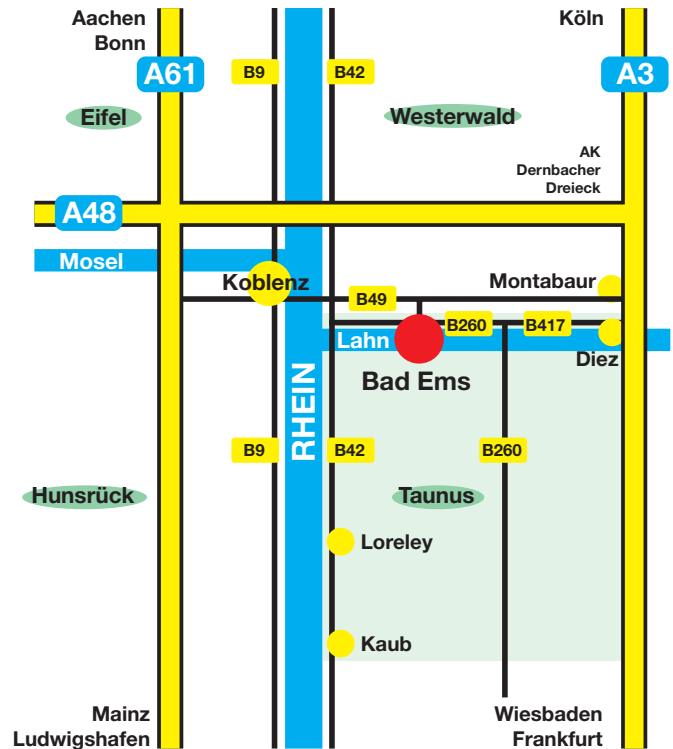 Aachen
Bonn
Köln
A61
B9
B42
A3
Eifel
Westerwald
AK
Dernbacher
Dreieck
A48
Mosel
Koblenz
Montabaur
B49
B260
B417
Lahn
Diez
Bad Ems
RHEIN
B9
B42
B260
Hunsrück
Taunus
Loreley
Kaub
Mainz
Ludwigshafen
Wiesbaden
Frankfurt